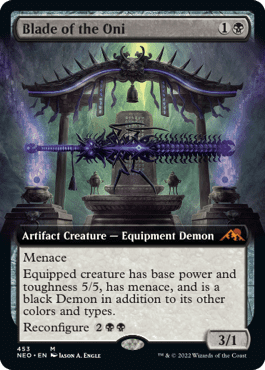 Blade of the Oni 1
Artifact Creature — Equipment Demon
Menace
Equipped creature has base power and
toughness 5/5, has menace, and is a
black Demon in addition to its other
colors and types.
Reconfigure 2
3/1
453 M
NEO • EN Jason A. Engle
™ & © 2022 Wizards of the Coast